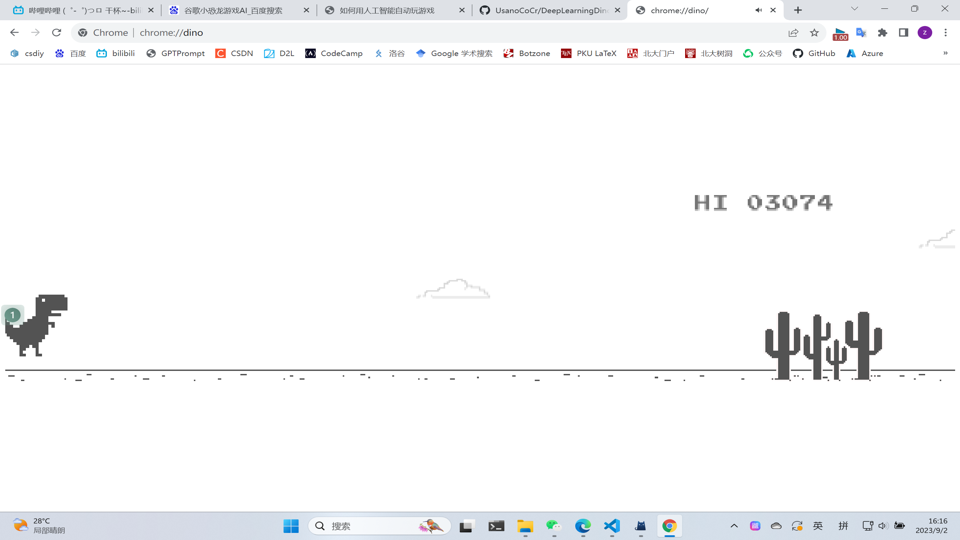 哔哩哔哩 (゜-゜)つロ 干杯~-bili
谷歌小恐龙游戏AI_百度搜索
如何用人工智能自动玩游戏
UsanoCoCr/DeepLearningDin
chrome://dino/
Chrome | chrome://dino
1.00
z
csdiy
百度
bilibili
GPTPrompt
CSDN
D2L
CodeCamp
洛谷
Google 学术搜索
Botzone
PKU LaTeX
北大门户
北大树洞
公众号
GitHub
Azure
»
HI 03074
1
28°C
局部晴朗
搜索
英
拼
16:16
2023/9/2